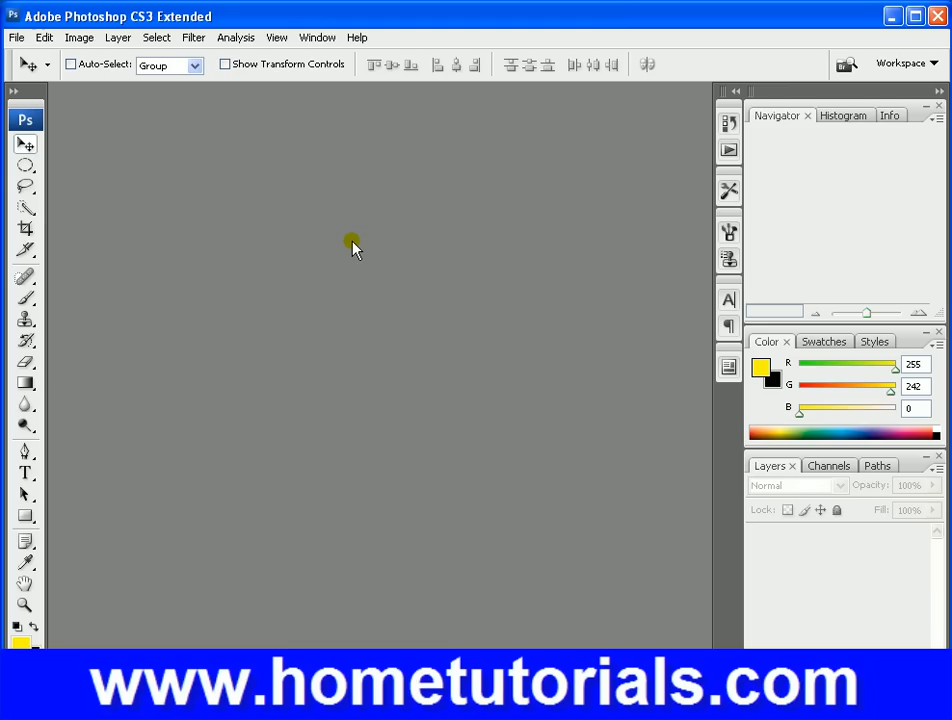 Ps Adobe Photoshop CS3 Extended
File Edit Image Layer Select Filter Analysis View Window Help
Auto-Select: Group Show Transform Controls Br Workspace
Ps
Navigator Histogram Info
A
Color Swatches Styles
R 255
G 242
B 0
Layers Channels Paths
Normal Opacity: 100%
Lock: Fill: 100%
T
www.hometutorials.com